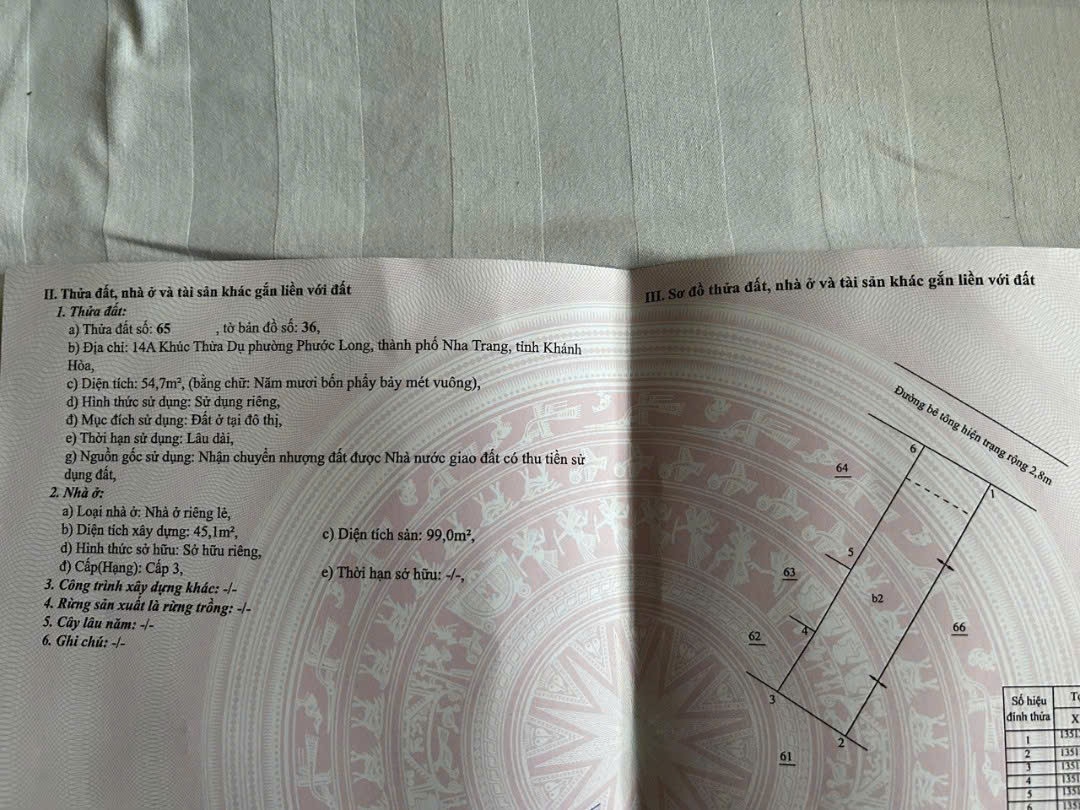 II. Thửa đất, nhà ở và tài sản khác gắn liền với đất
1. Thửa đất:
a) Thửa đất số: 65 , tờ bản đồ số: 36,
b) Địa chỉ: 14A Khúc Thừa Dụ phường Phước Long, thành phố Nha Trang, tỉnh Khánh
Hòa,
c) Diện tích: 54,7m², (bằng chữ: Năm mươi bốn phẩy bảy mét vuông),
d) Hình thức sử dụng: Sử dụng riêng,
đ) Mục đích sử dụng: Đất ở tại đô thị,
e) Thời hạn sử dụng: Lâu dài,
g) Nguồn gốc sử dụng: Nhận chuyển nhượng đất được Nhà nước giao đất có thu tiền sử
dụng đất,
2. Nhà ở:
a) Loại nhà ở: Nhà ở riêng lẻ,
b) Diện tích xây dựng: 45,1m², c) Diện tích sàn: 99,0m²,
d) Hình thức sở hữu: Sở hữu riêng,
đ) Cấp(Hạng): Cấp 3, e) Thời hạn sở hữu: -/-,
3. Công trình xây dựng khác: -/-
4. Rừng sản xuất là rừng trồng: -/-
5. Cây lâu năm: -/-
6. Ghi chú: -/-
III. Sơ đồ thửa đất, nhà ở và tài sản khác gắn liền với đất
Đường bê tông hiện trạng rộng 2,8m
6
64
1
5
63
b2
66
62
4
3
2
61
Số hiệu
đỉnh thửa
X
1 1351
2 1351
3 1351
4 1351
5 1351
6